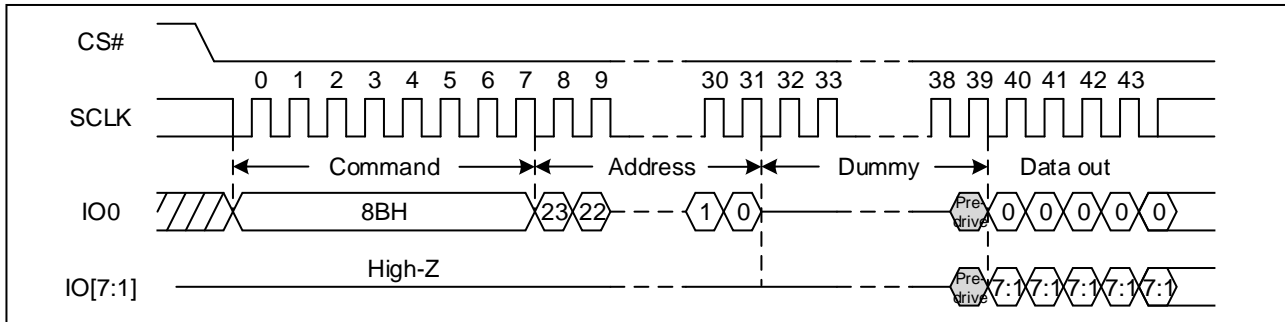 CS#
0 1 2 3 4 5 6 7 8 9 30 31 32 33 38 39 40 41 42 43
SCLK
Command Address Dummy Data out
IO0 8BH 23 22 1 0 Pre-drive 0 0 0 0 0
High-Z
IO[7:1] Pre-drive 7:1 7:1 7:1 7:1 7:1